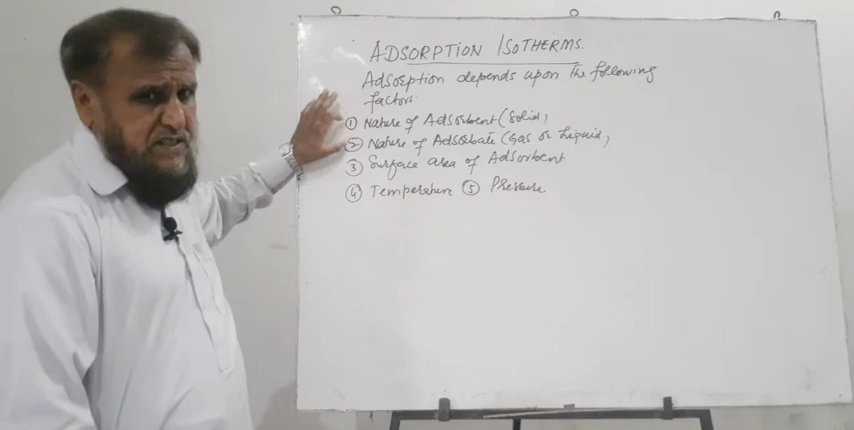 ADSORPTION ISOTHERMS.
Adsorption depends upon the following
factors.
① Nature of Adsorbent (Solid)
② Nature of Adsorbate (Gas or Liquid)
③ Surface area of Adsorbent
④ Temperature ⑤ Pressure